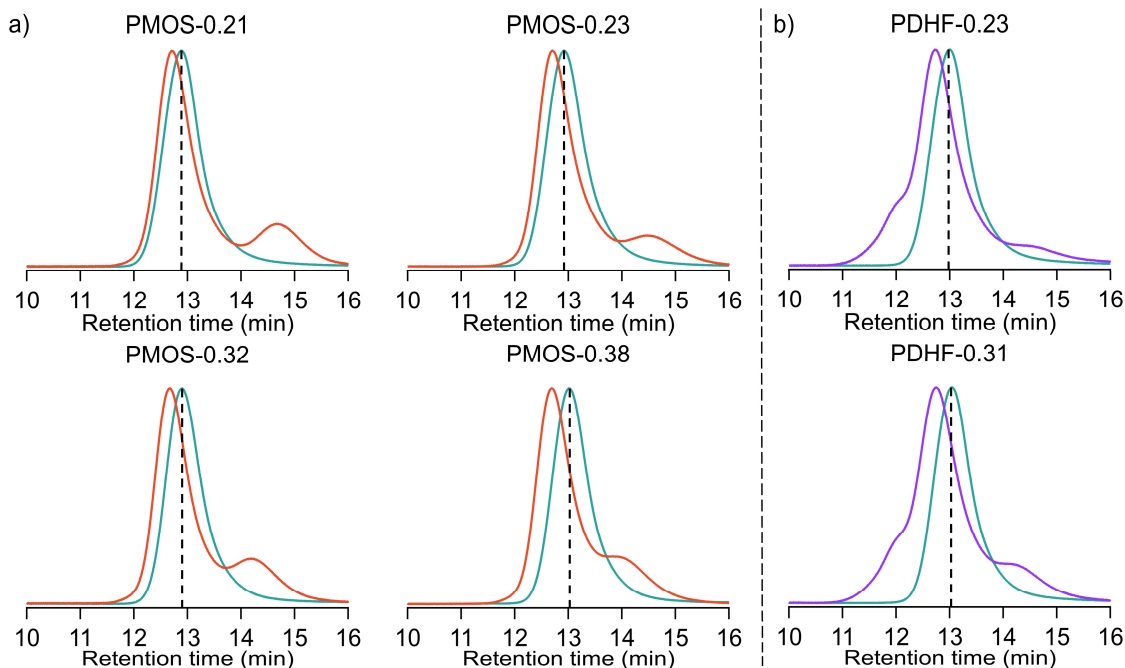 a)
PMOS-0.21
10 11 12 13 14 15 16
Retention time (min)
PMOS-0.23
10 11 12 13 14 15 16
Retention time (min)
b)
PDHF-0.23
10 11 12 13 14 15 16
Retention time (min)
PMOS-0.32
10 11 12 13 14 15 16
Retention time (min)
PMOS-0.38
10 11 12 13 14 15 16
Retention time (min)
PDHF-0.31
10 11 12 13 14 15 16
Retention time (min)